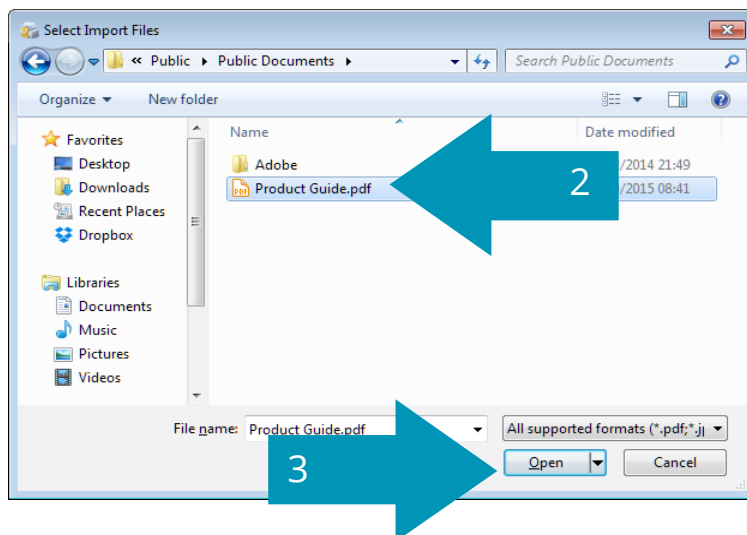 Select Import Files
« Public ▸ Public Documents ▸
Search Public Documents
Organize New folder
Name Date modified
Favorites
Desktop
Downloads
Recent Places
Dropbox
Libraries
Documents
Music
Pictures
Videos
Adobe /2014 21:49
Product Guide.pdf 2 /2015 08:41
File name: Product Guide.pdf All supported formats (*.pdf;*.j
3 Open Cancel